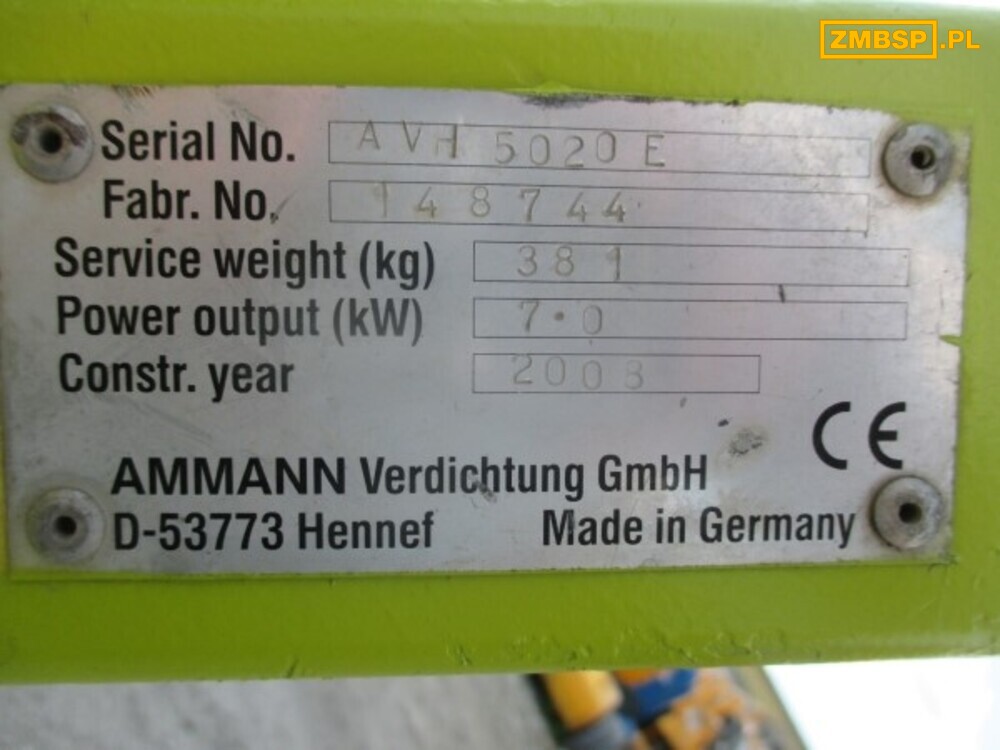 ZMBSP.PL
Serial No. AVH 5020 E
Fabr. No. 148744
Service weight (kg) 381
Power output (kW) 7.0
Constr. year 2008
CE
AMMANN Verdichtung GmbH
D-53773 Hennef Made in Germany